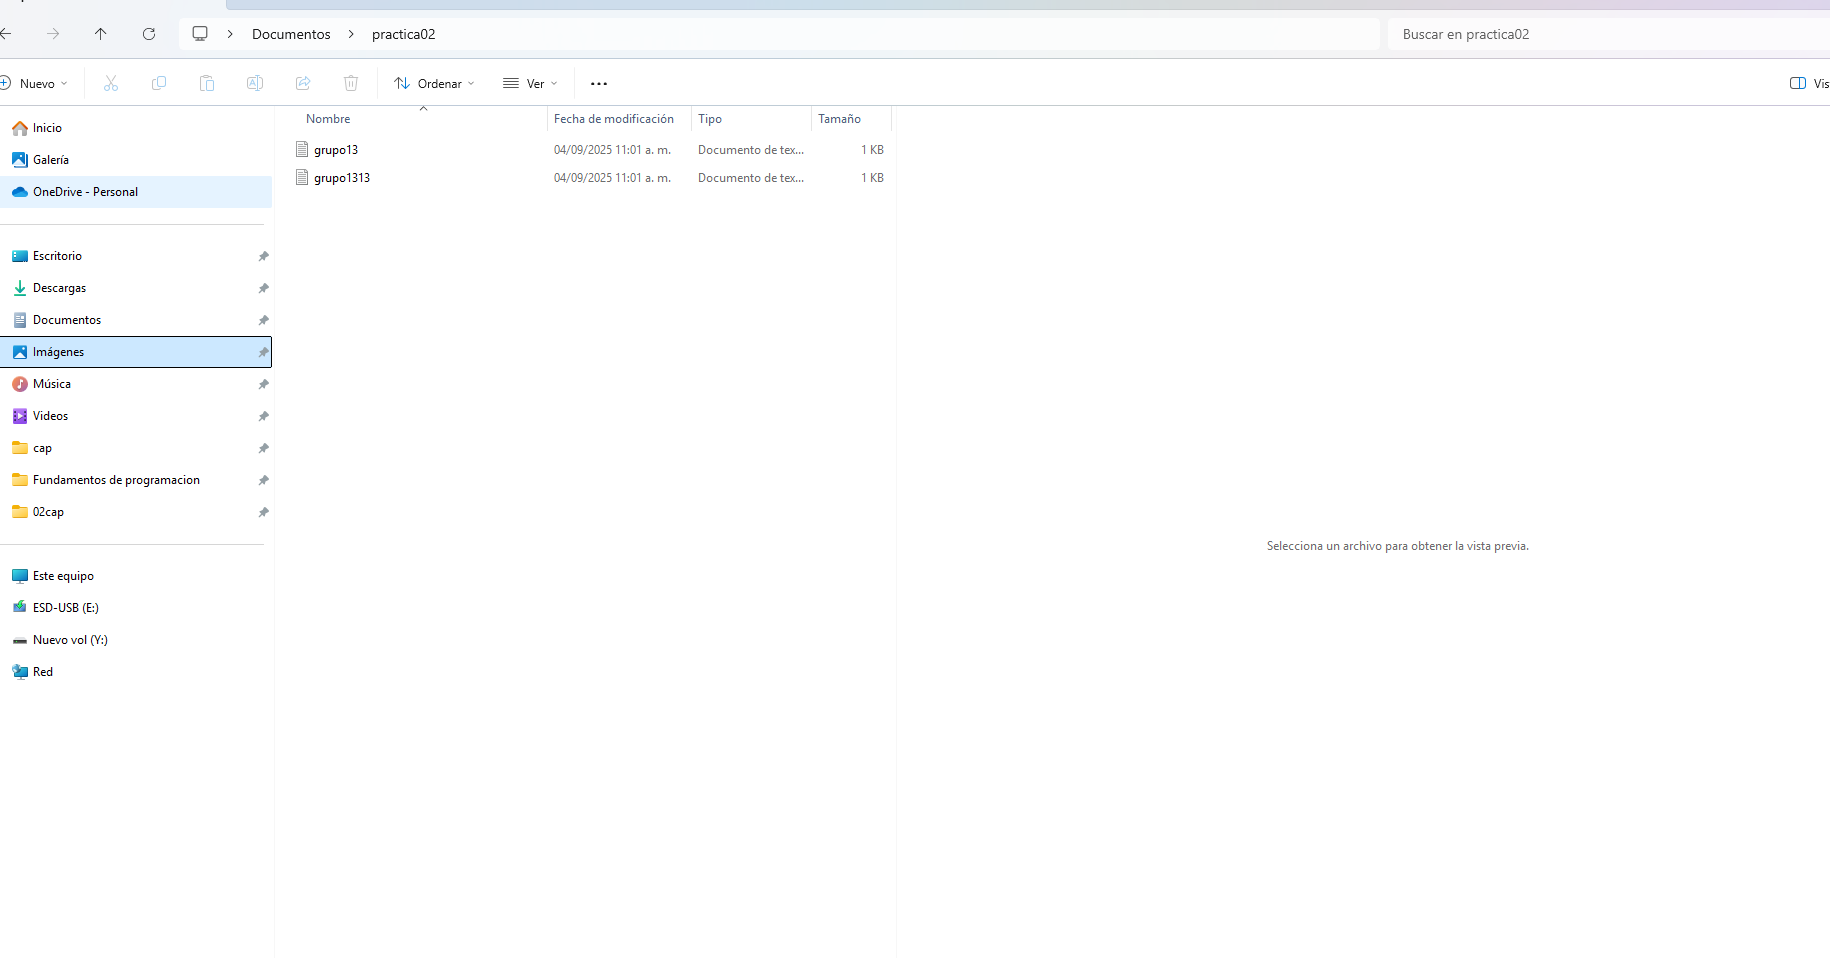 Documentos practica02
Buscar en practica02
Nuevo
Ordenar
Ver
Inicio
Galería
OneDrive - Personal
Escritorio
Descargas
Documentos
Imágenes
Música
Videos
cap
Fundamentos de programacion
02cap
Este equipo
ESD-USB (E:)
Nuevo vol (Y:)
Red
Nombre Fecha de modificación Tipo Tamaño
grupo13 04/09/2025 11:01 a. m. Documento de tex... 1 KB
grupo1313 04/09/2025 11:01 a. m. Documento de tex... 1 KB
Selecciona un archivo para obtener la vista previa.